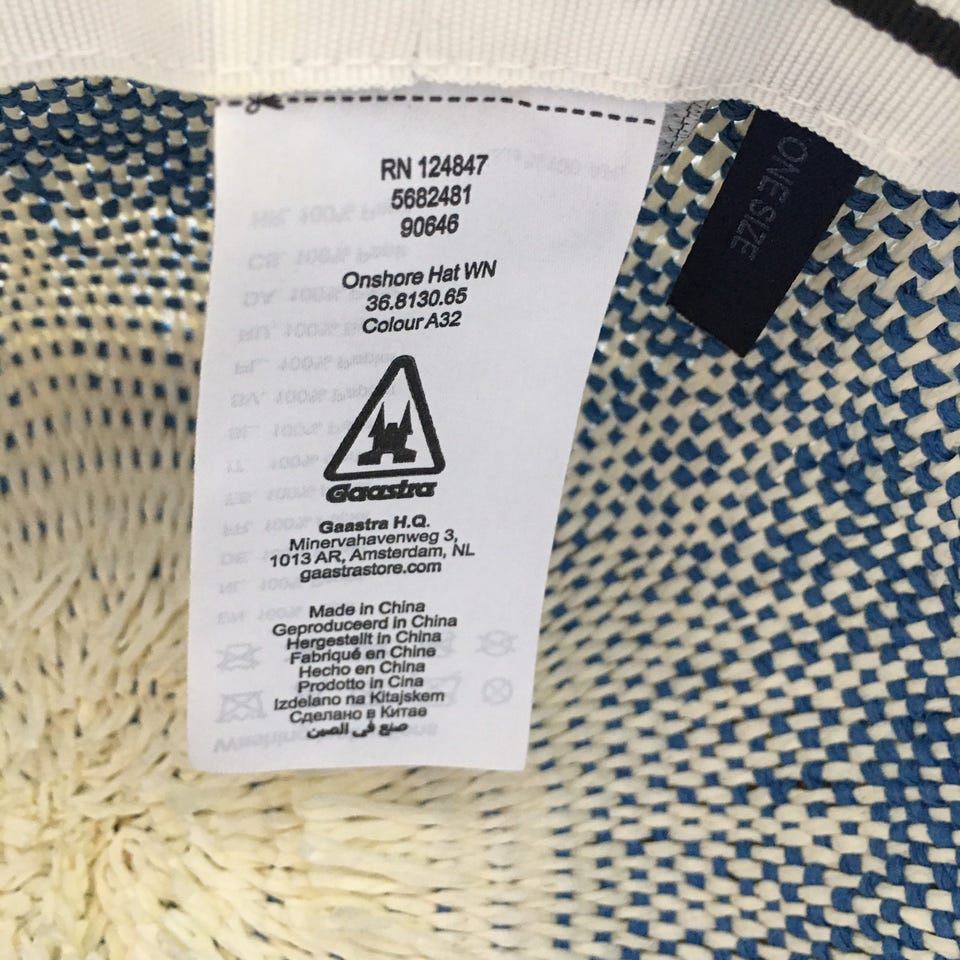 RN 124847
5682481
90646
Onshore Hat WN
36.8130.65
Colour A32
Gaastra
Gaastra H.Q.
Minervahavenweg 3,
1013 AR, Amsterdam, NL
gaastrastore.com
Made in China
Geproduceerd in China
Hergestellt in China
Fabriqué en Chine
Hecho en China
Prodotto in Cina
Izdelano na Kitajskem
Сделано в Китае
صنع في الصين
ONE SIZE